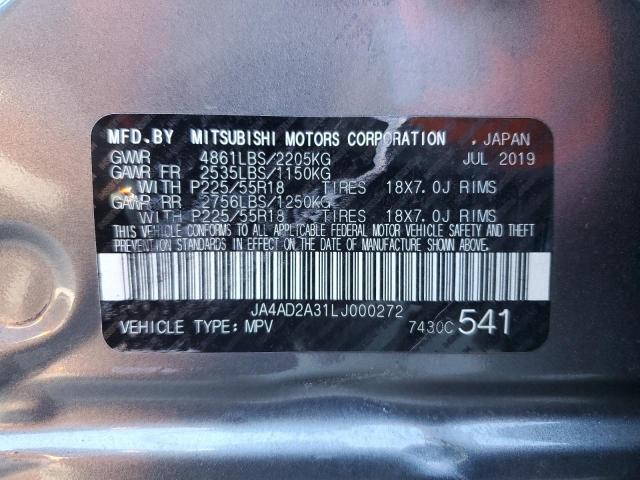 MFD.BY MITSUBISHI MOTORS CORPORATION , JAPAN
GVWR 4861LBS/2205KG JUL 2019
GAWR FR 2535LBS/1150KG
WITH P225/55R18 TIRES 18X7.0J RIMS
GAWR RR 2756LBS/1250KG
WITH P225/55R18 TIRES 18X7.0J RIMS
THIS VEHICLE CONFORMS TO ALL APPLICABLE FEDERAL MOTOR VEHICLE SAFETY AND THEFT
PREVENTION STANDARDS IN EFFECT ON THE DATE OF MANUFACTURE SHOWN ABOVE.
JA4AD2A31LJ000272
VEHICLE TYPE: MPV 7430C 541